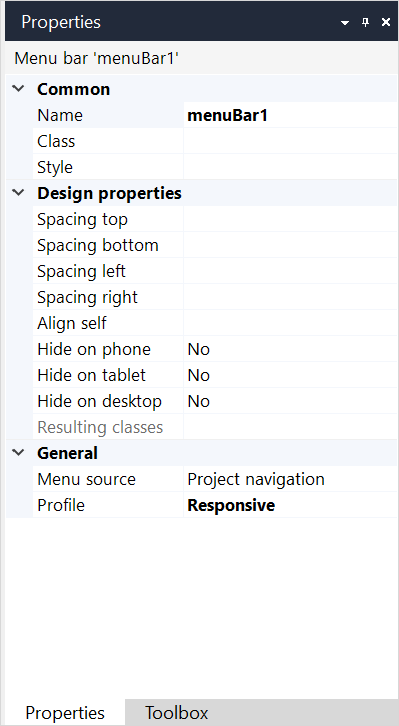 Properties
Menu bar 'menuBar1'
Common
Name menuBar1
Class
Style
Design properties
Spacing top
Spacing bottom
Spacing left
Spacing right
Align self
Hide on phone No
Hide on tablet No
Hide on desktop No
Resulting classes
General
Menu source Project navigation
Profile Responsive
Properties Toolbox